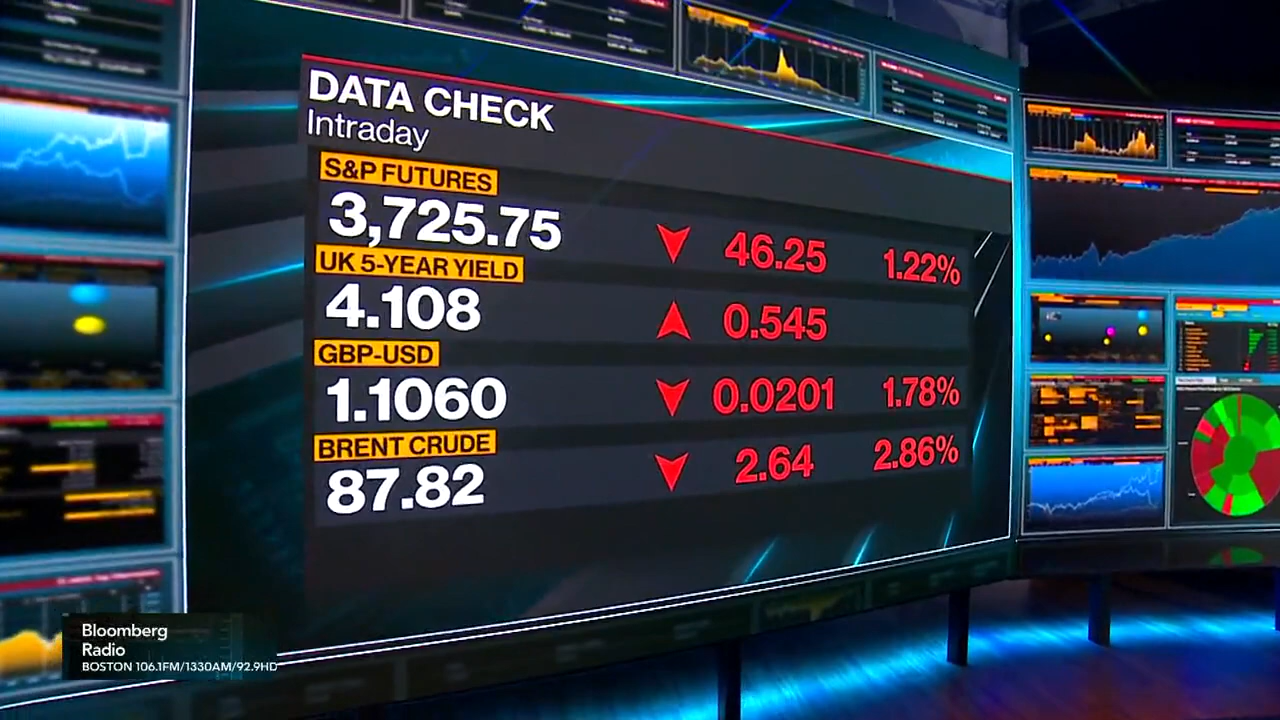 DATA CHECK
Intraday
S&P FUTURES
3,725.75 46.25 1.22%
UK 5-YEAR YIELD
4.108 0.545
GBP-USD
1.1060 0.0201 1.78%
BRENT CRUDE
87.82 2.64 2.86%
Bloomberg
Radio
BOSTON 106.1FM/1330AM/92.9HD